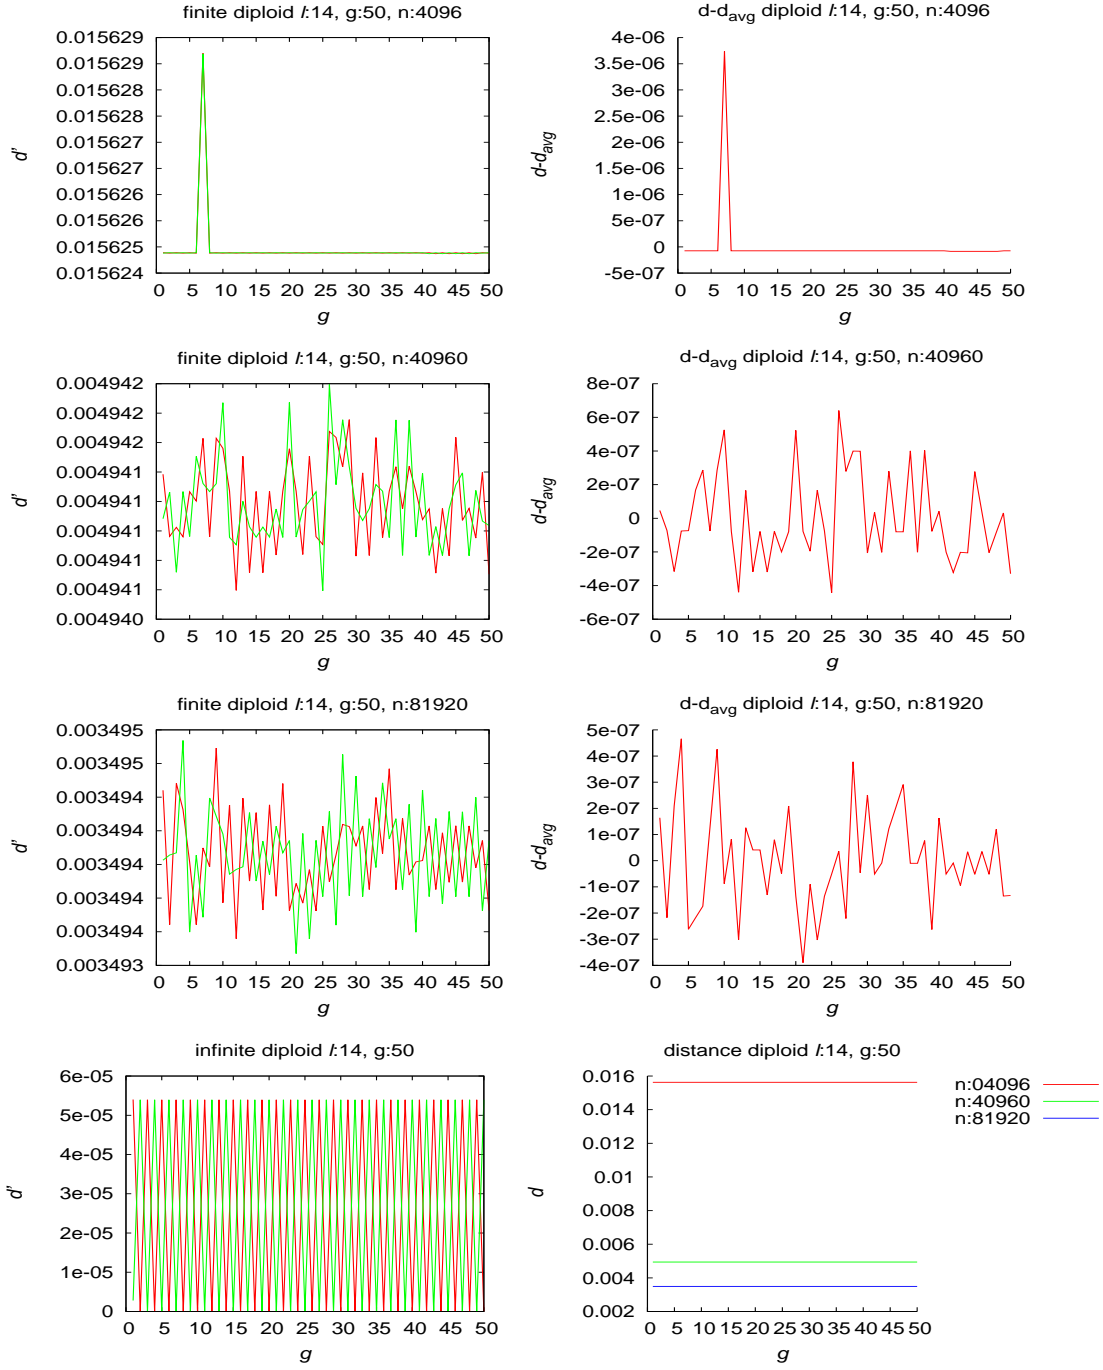 finite diploid l:14, g:50, n:4096
0.015629
0.015629
0.015628
0.015628
0.015627
0.015627
0.015626
0.015626
0.015625
0.015624
d'
0 5 10 15 20 25 30 35 40 45 50
g
d-davg diploid l:14, g:50, n:4096
4e-06
3.5e-06
3e-06
2.5e-06
2e-06
1.5e-06
1e-06
5e-07
0
-5e-07
d-davg
0 5 10 15 20 25 30 35 40 45 50
g
finite diploid l:14, g:50, n:40960
0.004942
0.004942
0.004942
0.004941
0.004941
0.004941
0.004941
0.004941
0.004940
d'
0 5 10 15 20 25 30 35 40 45 50
g
d-davg diploid l:14, g:50, n:40960
8e-07
6e-07
4e-07
2e-07
0
-2e-07
-4e-07
-6e-07
d-davg
0 5 10 15 20 25 30 35 40 45 50
g
finite diploid l:14, g:50, n:81920
0.003495
0.003495
0.003494
0.003494
0.003494
0.003494
0.003494
0.003493
d'
0 5 10 15 20 25 30 35 40 45 50
g
d-davg diploid l:14, g:50, n:81920
5e-07
4e-07
3e-07
2e-07
1e-07
0
-1e-07
-2e-07
-3e-07
-4e-07
d-davg
0 5 10 15 20 25 30 35 40 45 50
g
infinite diploid l:14, g:50
6e-05
5e-05
4e-05
3e-05
2e-05
1e-05
0
d'
0 5 10 15 20 25 30 35 40 45 50
g
distance diploid l:14, g:50
0.016
0.014
0.012
0.010
0.008
0.006
0.004
0.002
d
0 5 10 15 20 25 30 35 40 45 50
g
n:04096
n:40960
n:81920